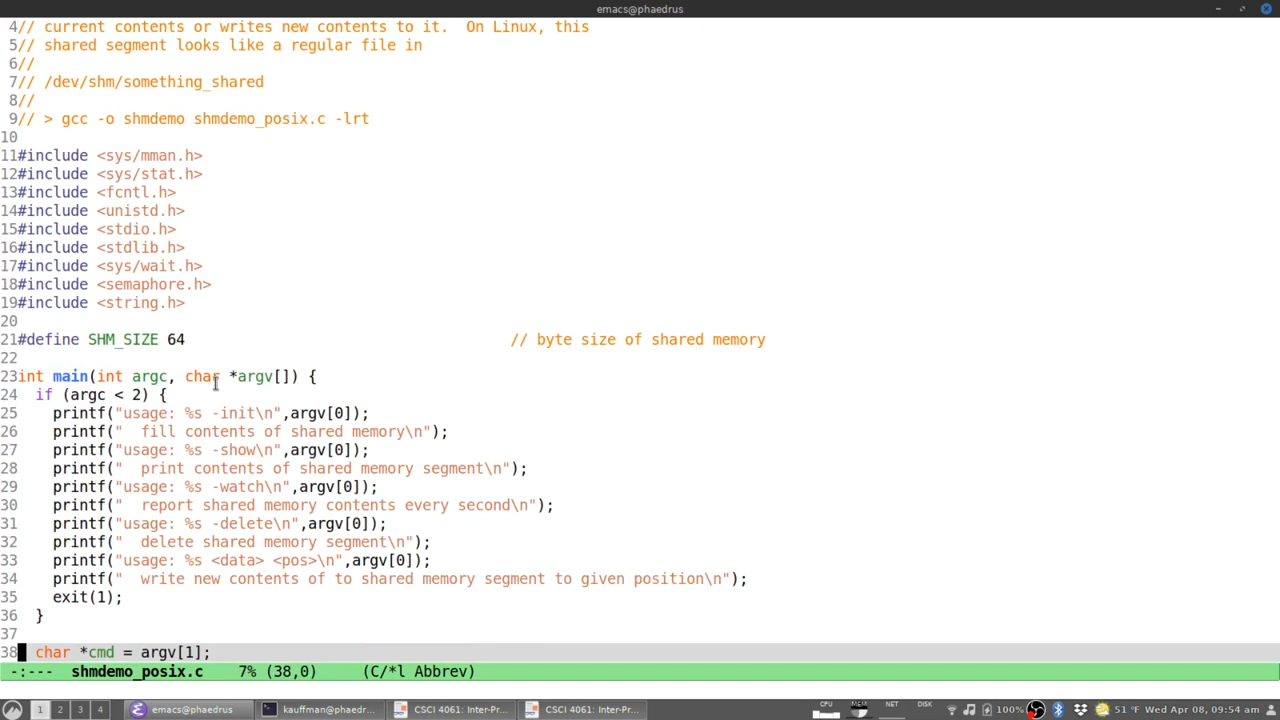 emacs@phaedrus
4// current contents or writes new contents to it.  On Linux, this
5// shared segment looks like a regular file in
6//
7// /dev/shm/something_shared
8//
9// > gcc -o shmdemo shmdemo_posix.c -lrt
10
11#include <sys/mman.h>
12#include <sys/stat.h>
13#include <fcntl.h>
14#include <unistd.h>
15#include <stdio.h>
16#include <stdlib.h>
17#include <sys/wait.h>
18#include <semaphore.h>
19#include <string.h>
20
21#define SHM_SIZE 64                                     // byte size of shared memory
22
23int main(int argc, char *argv[]) {
24  if (argc < 2) {
25    printf("usage: %s -init\n",argv[0]);
26    printf("  fill contents of shared memory\n");
27    printf("usage: %s -show\n",argv[0]);
28    printf("  print contents of shared memory segment\n");
29    printf("usage: %s -watch\n",argv[0]);
30    printf("  report shared memory contents every second\n");
31    printf("usage: %s -delete\n",argv[0]);
32    printf("  delete shared memory segment\n");
33    printf("usage: %s <data> <pos>\n",argv[0]);
34    printf("  write new contents of to shared memory segment to given position\n");
35    exit(1);
36  }
37
38  char *cmd = argv[1];
-:---  shmdemo_posix.c    7% (38,0)     (C/*l Abbrev)
1 2 3 4 emacs@phaedrus kauffman@phaedr... CSCI 4061: Inter-Pr... CSCI 4061: Inter-Pr... CPU MEM NET DISK 100% 51 °F Wed Apr 08, 09:54 am